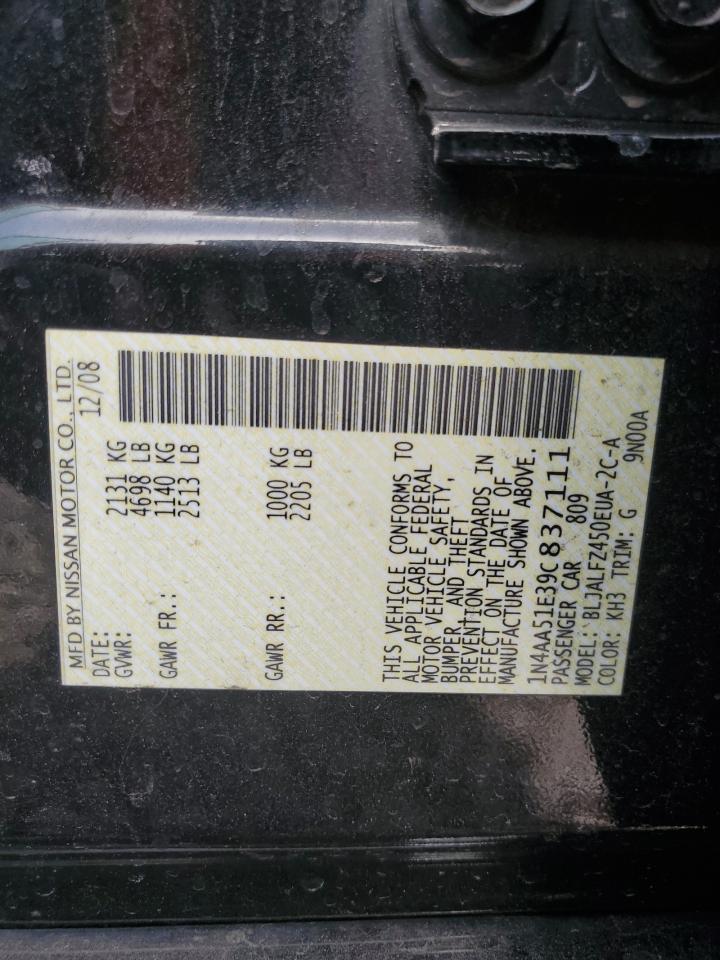 MFD BY NISSAN MOTOR CO., LTD.
DATE: 12/08
GVWR: 2131 KG
4698 LB
GAWR FR.: 1140 KG
2513 LB
GAWR RR.: 1000 KG
2205 LB
THIS VEHICLE CONFORMS TO
ALL APPLICABLE FEDERAL
MOTOR VEHICLE SAFETY,
BUMPER, AND THEFT
PREVENTION STANDARDS IN
EFFECT ON THE DATE OF
MANUFACTURE SHOWN ABOVE.
1N4AA51E39C837111
PASSENGER CAR 809
MODEL: BLJALFZ450EUA-2C-A
COLOR: KH3 TRIM: G 9N00A